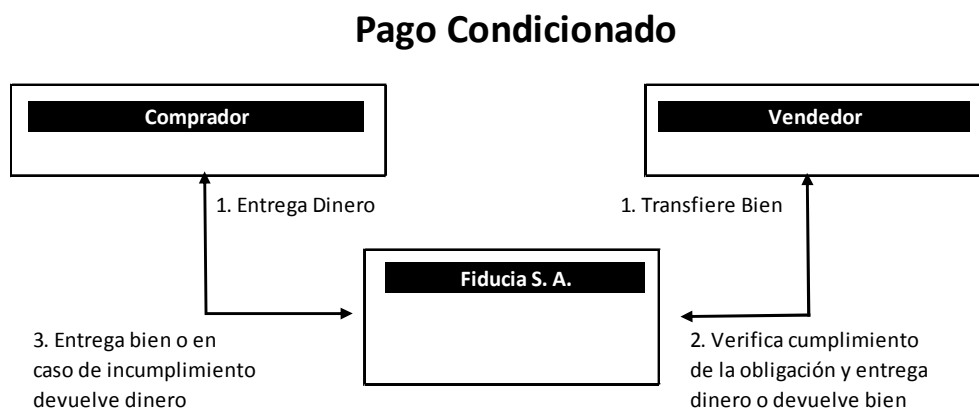 Pago Condicionado
Comprador
Vendedor
1. Entrega Dinero
1. Transfiere Bien
Fiducia S. A.
3. Entrega bien o en
caso de incumplimiento
devuelve dinero
2. Verifica cumplimiento
de la obligación y entrega
dinero o devuelve bien